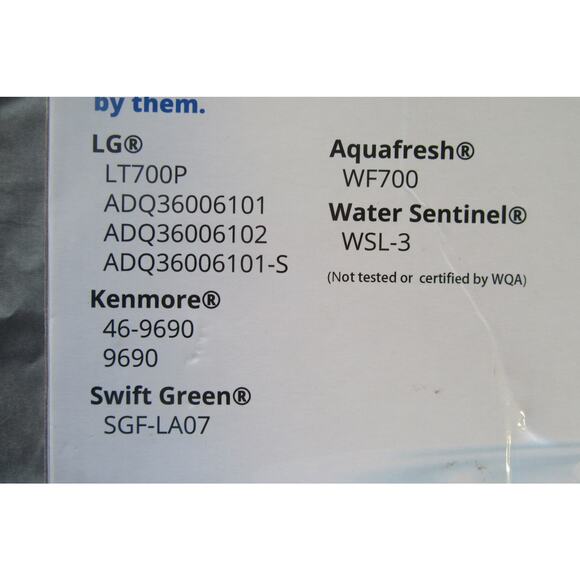 by them.
LG®
LT700P
ADQ36006101
ADQ36006102
ADQ36006101-S
Kenmore®
46-9690
9690
Swift Green®
SGF-LA07
Aquafresh®
WF700
Water Sentinel®
WSL-3
(Not tested or certified by WQA)